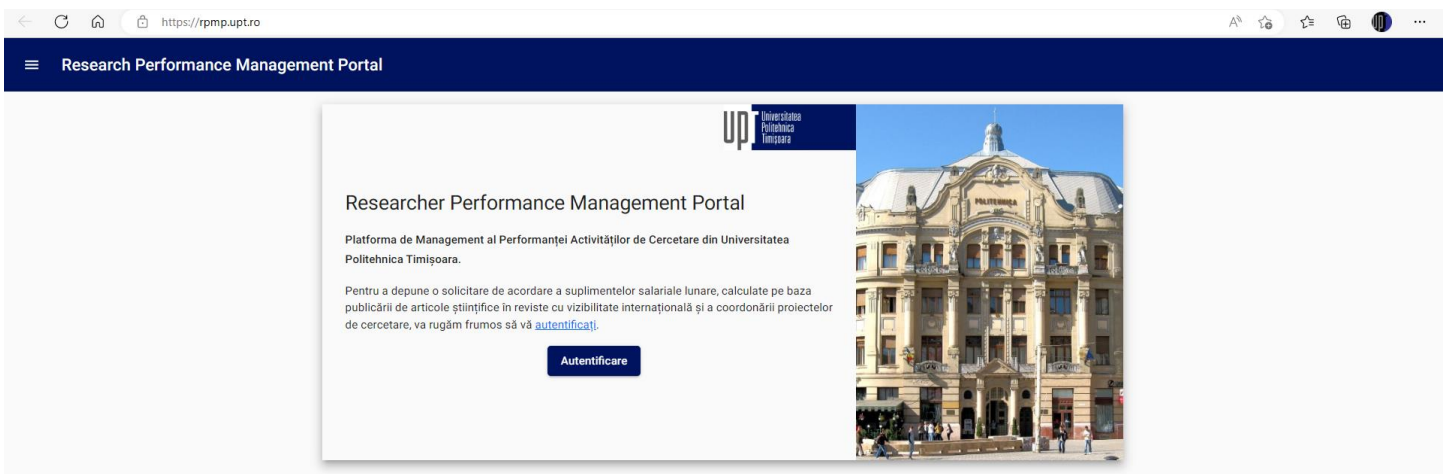 https://rpmp.upt.ro
Research Performance Management Portal
UPT Universitatea
Politehnica
Timișoara
Researcher Performance Management Portal
Platforma de Management al Performanței Activităților de Cercetare din Universitatea
Politehnica Timișoara.
Pentru a depune o solicitare de acordare a suplimentelor salariale lunare, calculate pe baza
publicării de articole științifice în reviste cu vizibilitate internațională și a coordonării proiectelor
de cercetare, va rugăm frumos să vă autentificați.
Autentificare
POLITEHNICA